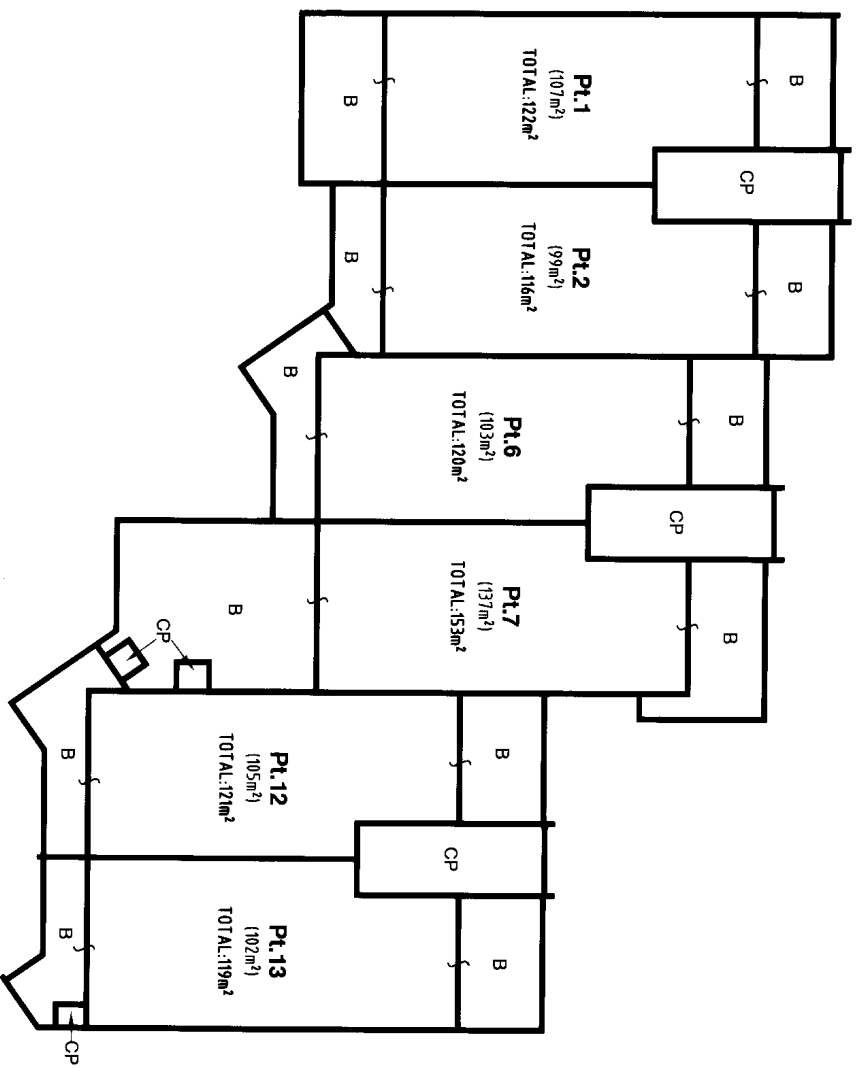 B
B
Pt.1
(107m²)
TOTAL:122m²
CP
B
B
Pt.2
(99m²)
TOTAL:116m²
B
B
Pt.6
(103m²)
TOTAL:120m²
CP
B
B
Pt.7
(137m²)
TOTAL:153m²
CP
B
B
Pt.12
(105m²)
TOTAL:121m²
CP
B
B
Pt.13
(102m²)
TOTAL:119m²
CP